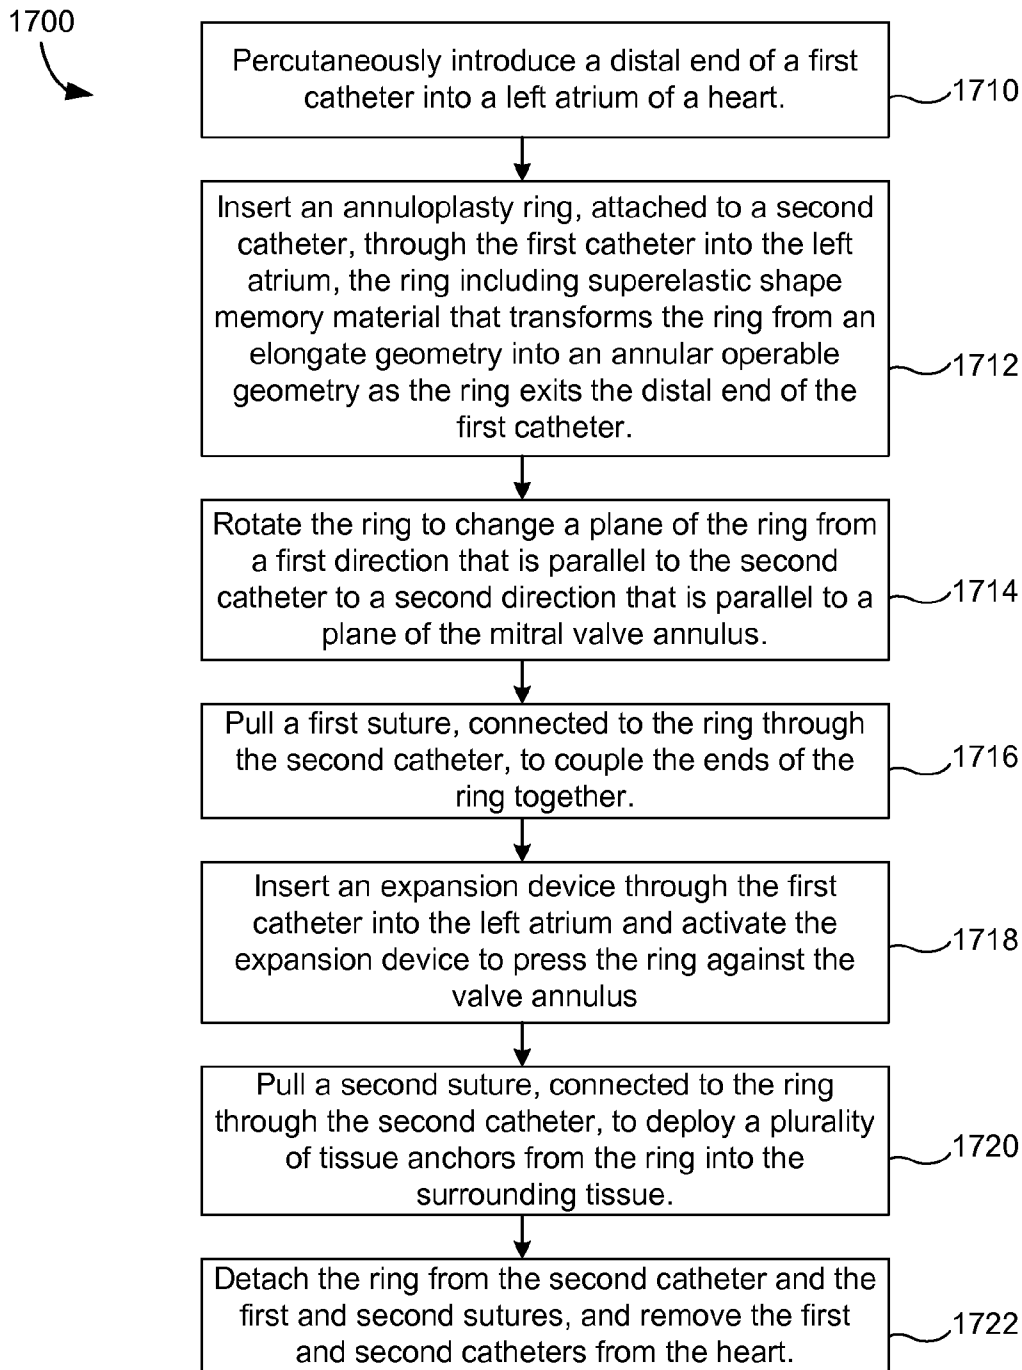 1700
Percutaneously introduce a distal end of a first
catheter into a left atrium of a heart.
1710
Insert an annuloplasty ring, attached to a second
catheter, through the first catheter into the left
atrium, the ring including superelastic shape
memory material that transforms the ring from an
elongate geometry into an annular operable
geometry as the ring exits the distal end of the
first catheter.
1712
Rotate the ring to change a plane of the ring from
a first direction that is parallel to the second
catheter to a second direction that is parallel to a
plane of the mitral valve annulus.
1714
Pull a first suture, connected to the ring through
the second catheter, to couple the ends of the
ring together.
1716
Insert an expansion device through the first
catheter into the left atrium and activate the
expansion device to press the ring against the
valve annulus
1718
Pull a second suture, connected to the ring
through the second catheter, to deploy a plurality
of tissue anchors from the ring into the
surrounding tissue.
1720
Detach the ring from the second catheter and the
first and second sutures, and remove the first
and second catheters from the heart.
1722